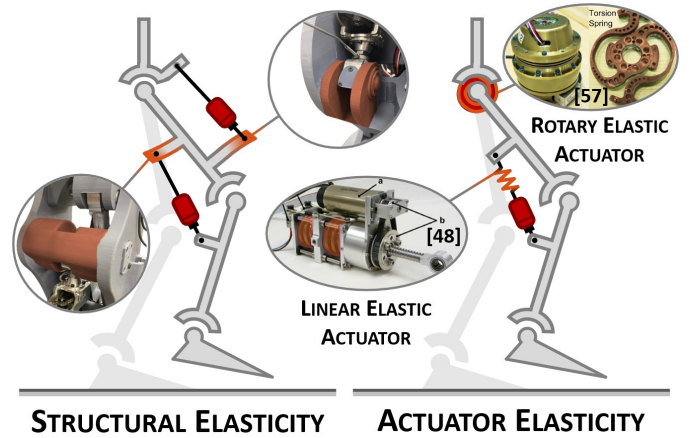 Torsion
Spring
[57]
ROTARY ELASTIC
ACTUATOR
a
b
[48]
LINEAR ELASTIC
ACTUATOR
STRUCTURAL ELASTICITY
ACTUATOR ELASTICITY